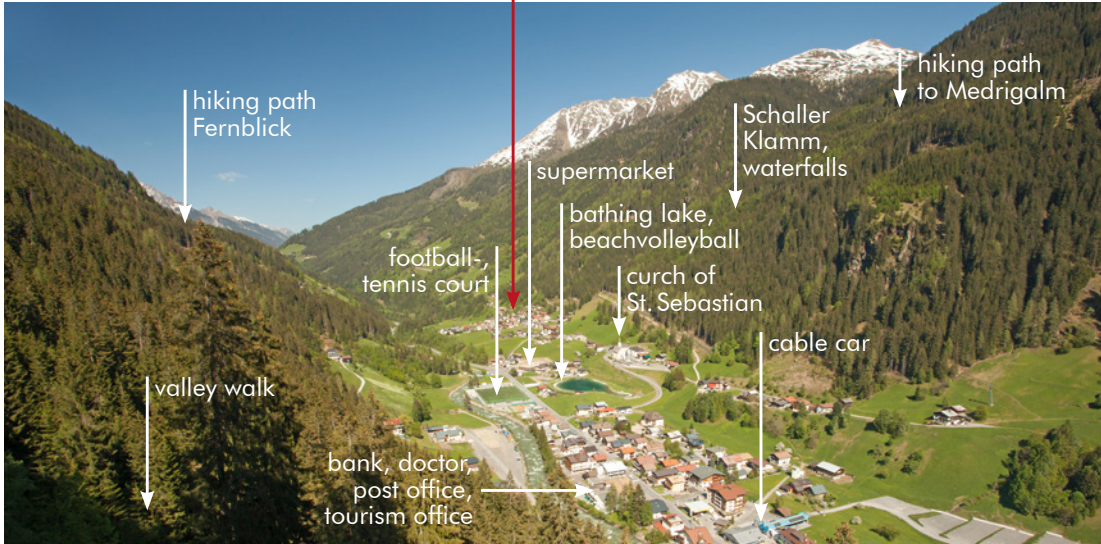 hiking path
Fernblick
hiking path
to Medrigalm
Schaller
Klamm,
waterfalls
supermarket
bathing lake,
beachvolleyball
football-,
tennis court
curch of
St. Sebastian
cable car
valley walk
bank, doctor,
post office,
tourism office